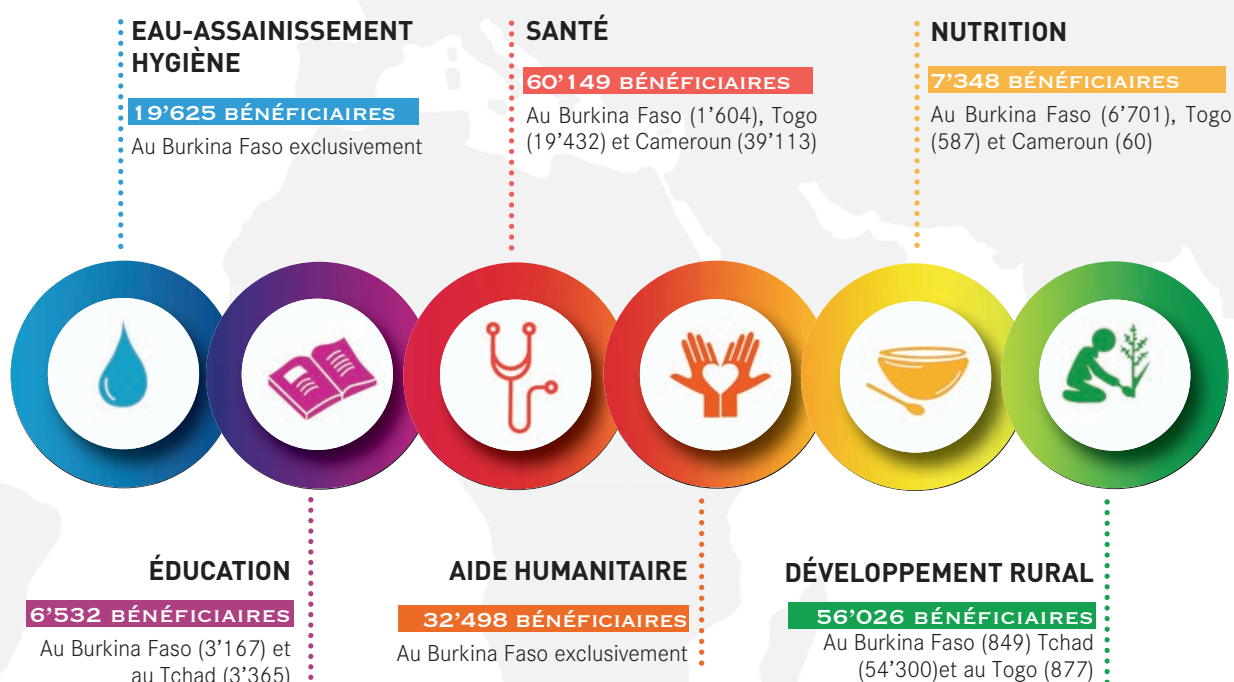 EAU-ASSAINISSEMENT
HYGIÈNE
19’625 BÉNÉFICIAIRES
Au Burkina Faso exclusivement
SANTÉ
60’149 BÉNÉFICIAIRES
Au Burkina Faso (1’604), Togo
(19’432) et Cameroun (39’113)
NUTRITION
7’348 BÉNÉFICIAIRES
Au Burkina Faso (6’701), Togo
(587) et Cameroun (60)
ÉDUCATION
6’532 BÉNÉFICIAIRES
Au Burkina Faso (3’167) et
au Tchad (3’365)
AIDE HUMANITAIRE
32’498 BÉNÉFICIAIRES
Au Burkina Faso exclusivement
DÉVELOPPEMENT RURAL
56’026 BÉNÉFICIAIRES
Au Burkina Faso (849) Tchad
(54’300)et au Togo (877)